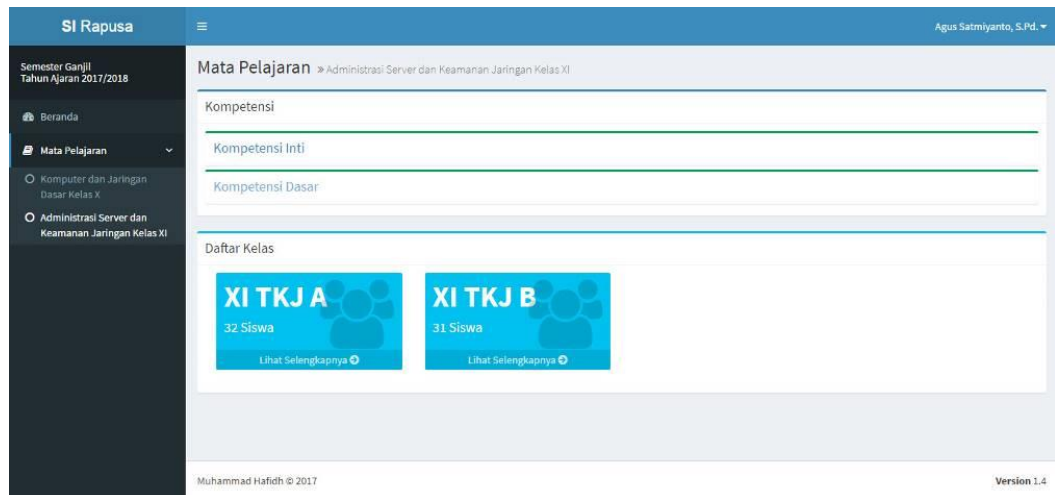 SI Rapusa
Agus Satmiyanto, S.Pd.
Semester Ganjil
Tahun Ajaran 2017/2018
Beranda
Mata Pelajaran
Komputer dan Jaringan
Dasar Kelas X
Administrasi Server dan
Keamanan Jaringan Kelas XI
Mata Pelajaran » Administrasi Server dan Keamanan Jaringan Kelas XI
Kompetensi
Kompetensi Inti
Kompetensi Dasar
Daftar Kelas
XI TKJ A
32 Siswa
Lihat Selengkapnya
XI TKJ B
31 Siswa
Lihat Selengkapnya
Muhammad Hafidh © 2017
Version 1.4